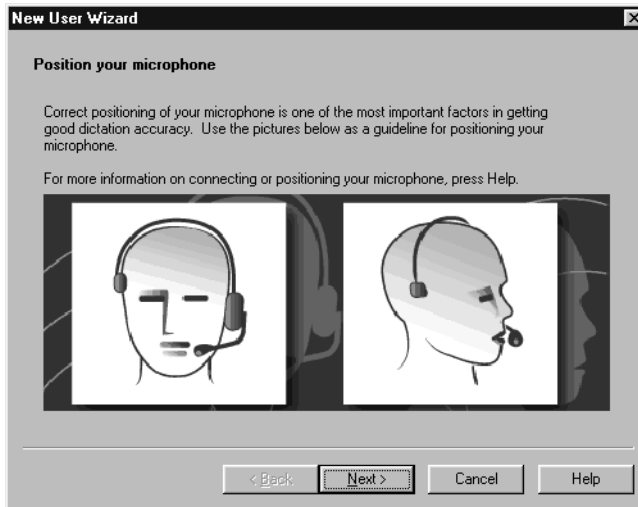 New User Wizard
Position your microphone
Correct positioning of your microphone is one of the most important factors in getting
good dictation accuracy.  Use the pictures below as a guideline for positioning your
microphone.
For more information on connecting or positioning your microphone, press Help.
< Back
Next >
Cancel
Help